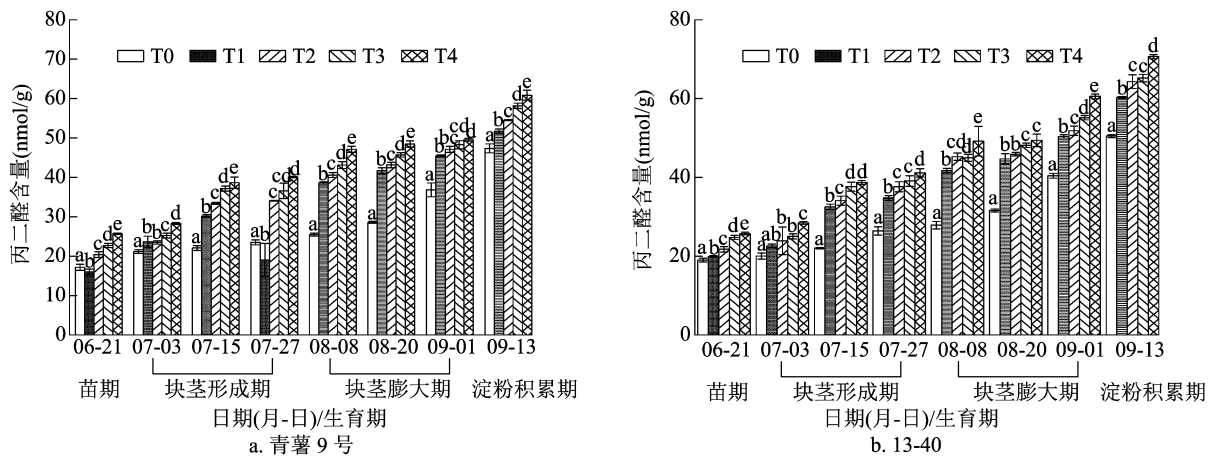 丙二醛含量(nmol/g)
80
70
60
50
40
30
20
10
0
T0 T1 T2 T3 T4
a b c d e
a b b c d
a b c d e
a b c d
a b c d e
a b c d e
a b bc cd d
a b c d e
06-21 07-03 07-15 07-27 08-08 08-20 09-01 09-13
苗期 块茎形成期 块茎膨大期 淀粉积累期
日期(月-日)/生育期
a. 青薯 9 号
丙二醛含量(nmol/g)
80
60
40
20
0
T0 T1 T2 T3 T4
a b c d d
a ab b b c
a b b c c
a b c c d
a b c c d
a b b c c
a b c d e
a b c c d
06-21 07-03 07-15 07-27 08-08 08-20 09-01 09-13
苗期 块茎形成期 块茎膨大期 淀粉积累期
日期(月-日)/生育期
b. 13-40